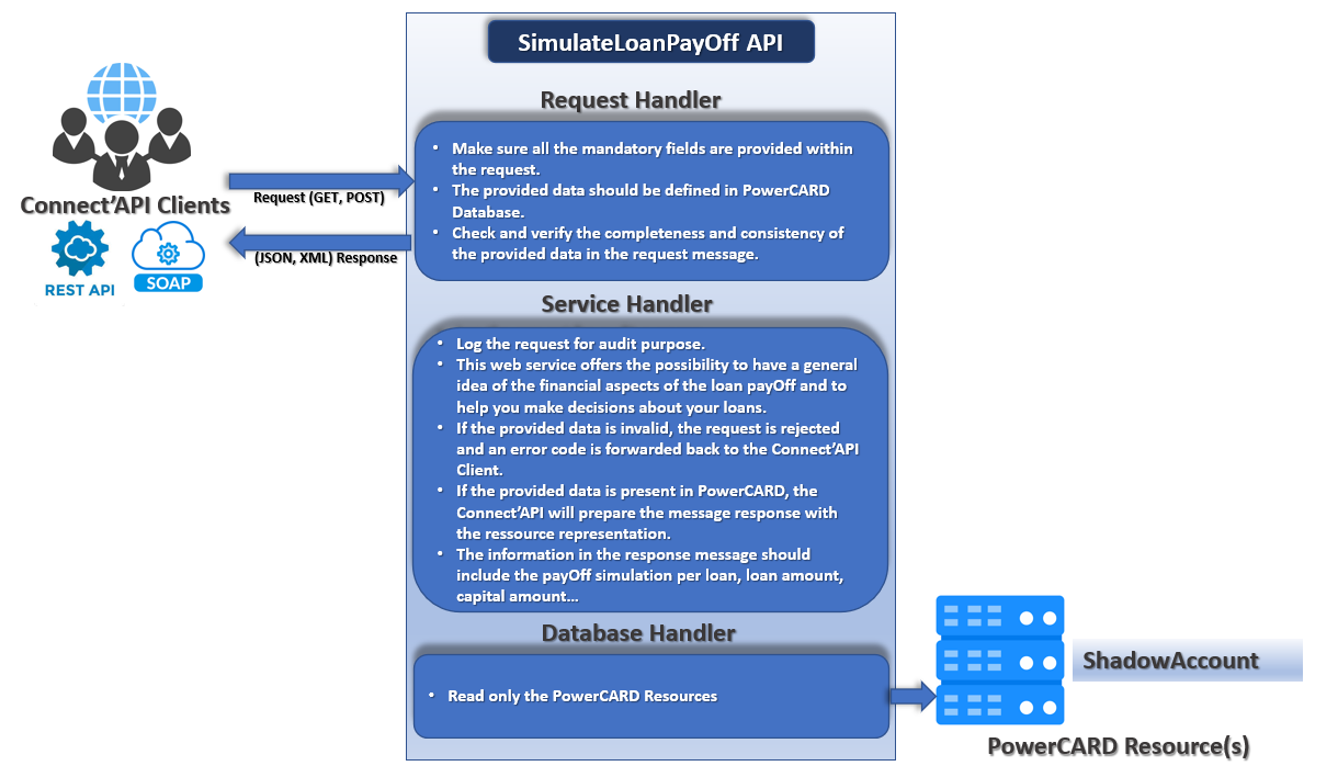 SimulateLoanPayOff API
Request Handler
• Make sure all the mandatory fields are provided within
the request.
• The provided data should be defined in PowerCARD
Database.
• Check and verify the completeness and consistency of
the provided data in the request message.
Connect'API Clients
Request (GET, POST)
(JSON, XML) Response
REST API
SOAP
Service Handler
• Log the request for audit purpose.
• This web service offers the possibility to have a general
idea of the financial aspects of the loan payOff and to
help you make decisions about your loans.
• If the provided data is invalid, the request is rejected
and an error code is forwarded back to the Connect'API
Client.
• If the provided data is present in PowerCARD, the
Connect'API will prepare the message response with
the ressource representation.
• The information in the response message should
include the payOff simulation per loan, loan amount,
capital amount...
Database Handler
• Read only the PowerCARD Resources
ShadowAccount
PowerCARD Resource(s)